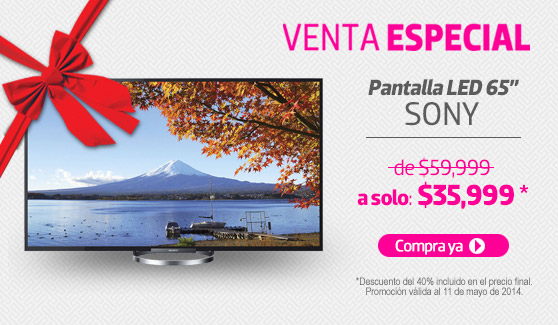 VENTA ESPECIAL
Pantalla LED 65"
SONY
de $59,999
a solo: $35,999 *
Compra ya
*Descuento del 40% incluido en el precio final.
Promoción válida al 11 de mayo de 2014.